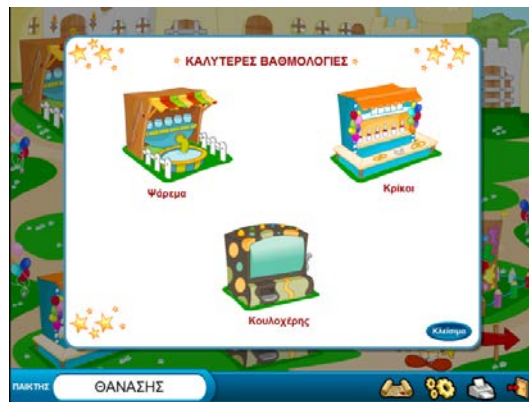 ΚΑΛΥΤΕΡΕΣ ΒΑΘΜΟΛΟΓΙΕΣ
Ψάρεμα
Κρίκοι
Κουλοχέρης
Κλείσιμο
ΠΑΙΚΤΗΣ ΘΑΝΑΣΗΣ